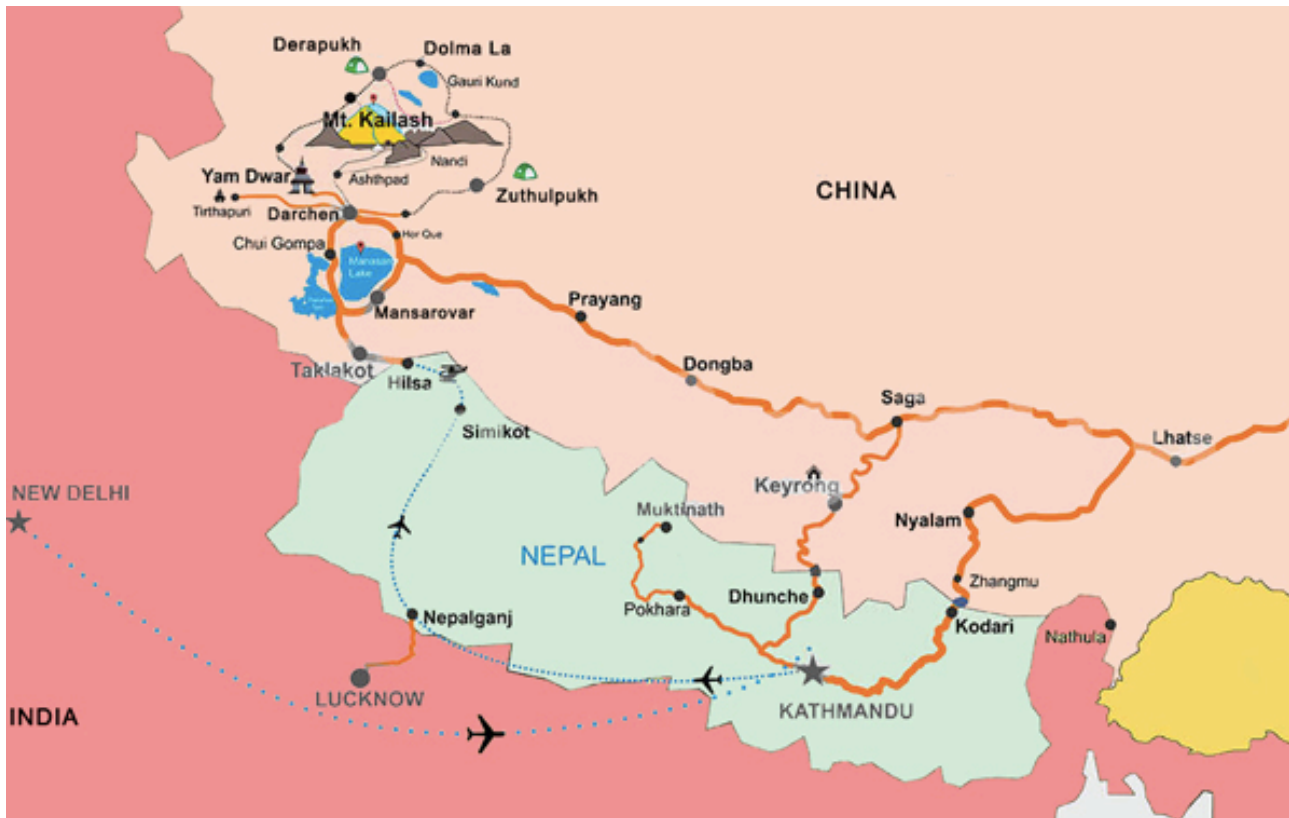 Derapukh
Dolma La
Gauri Kund
Mt. Kailash
Nandi
Yam Dwar
Ashthpad
Zuthulpukh
CHINA
Tirthapuri
Darchen
Hor Que
Chui Gompa
Lake
Mansarovar
Prayang
Taklakot
Hilsa
Dongba
Saga
Simikot
Lhatse
NEW DELHI
Keyrong
Muktinath
Nyalam
NEPAL
Zhangmu
Dhunche
Pokhara
Nepalganj
Kodari
Nathula
LUCKNOW
KATHMANDU
INDIA